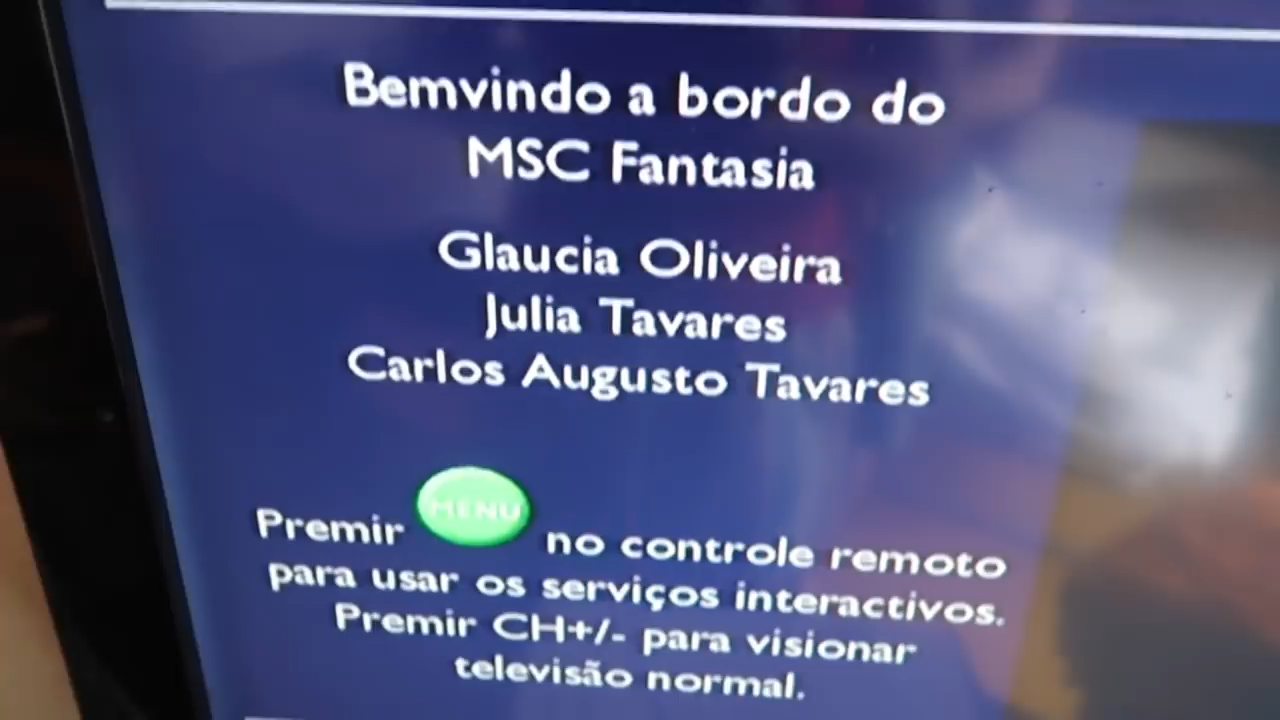 Bemvindo a bordo do
MSC Fantasia
Glaucia Oliveira
Julia Tavares
Carlos Augusto Tavares
Premir MENU no controle remoto
para usar os serviços interactivos.
Premir CH+/- para visionar
televisão normal.